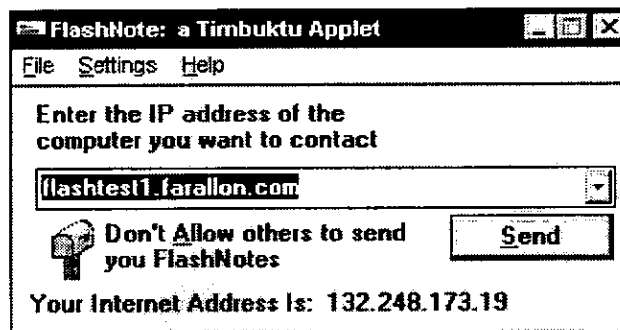 FlashNote: a Timbuktu Applet
File Settings Help
Enter the IP address of the
computer you want to contact
flashtest1.farallon.com
Don't Allow others to send
you FlashNotes
Send
Your Internet Address Is: 132.248.173.19